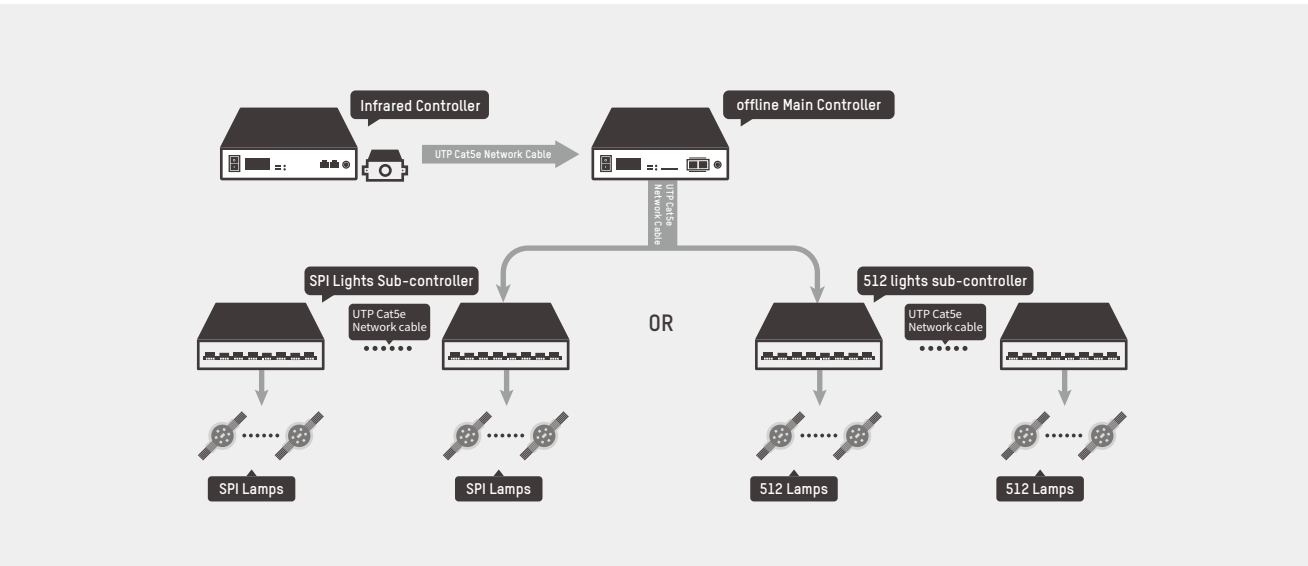 Infrared Controller
offline Main Controller
UTP Cat5e Network Cable
UTP Cat5e
Network Cable
SPI Lights Sub-controller
512 lights sub-controller
UTP Cat5e
Network cable
OR
UTP Cat5e
Network cable
SPI Lamps
SPI Lamps
512 Lamps
512 Lamps